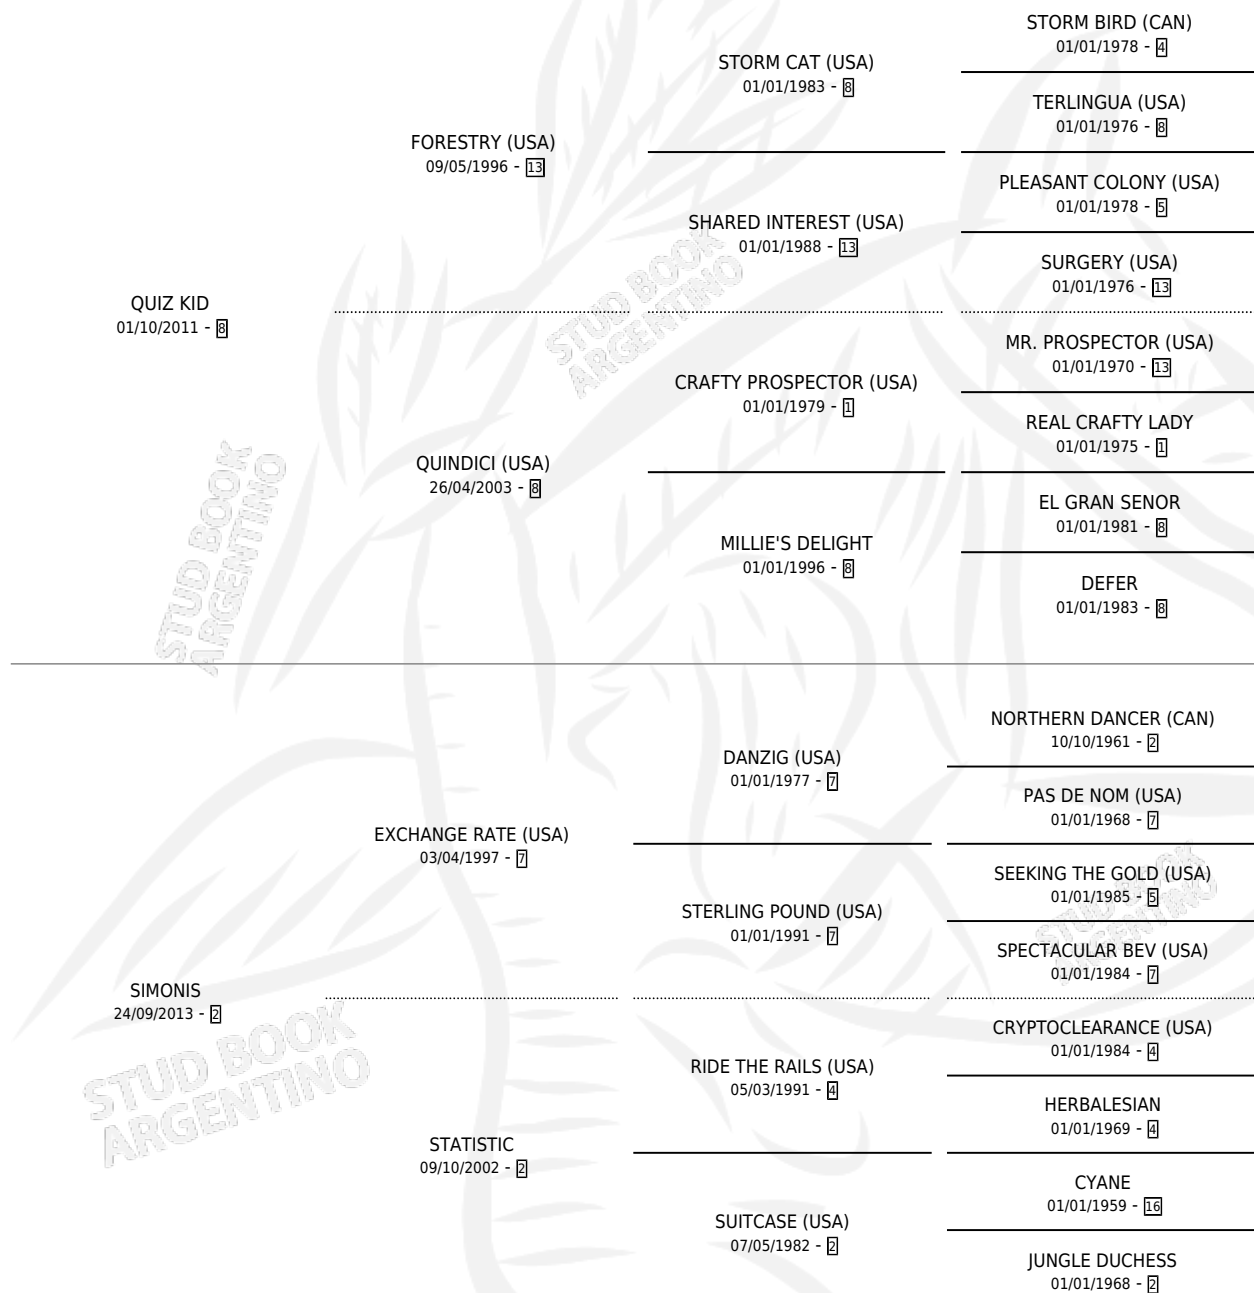 STORM BIRD (CAN)
01/01/1978 - 4
STORM CAT (USA)
01/01/1983 - 8
TERLINGUA (USA)
01/01/1976 - 8
FORESTRY (USA)
09/05/1996 - 13
PLEASANT COLONY (USA)
01/01/1978 - 5
SHARED INTEREST (USA)
01/01/1988 - 13
SURGERY (USA)
01/01/1976 - 13
QUIZ KID
01/10/2011 - 8
MR. PROSPECTOR (USA)
01/01/1970 - 13
CRAFTY PROSPECTOR (USA)
01/01/1979 - 1
REAL CRAFTY LADY
01/01/1975 - 1
QUINDICI (USA)
26/04/2003 - 8
EL GRAN SENOR
01/01/1981 - 8
MILLIE'S DELIGHT
01/01/1996 - 8
DEFER
01/01/1983 - 8
STUD BOOK
ARGENTINO
STUD BOOK
ARGENTINO
NORTHERN DANCER (CAN)
10/10/1961 - 2
DANZIG (USA)
01/01/1977 - 7
PAS DE NOM (USA)
01/01/1968 - 7
EXCHANGE RATE (USA)
03/04/1997 - 7
SEEKING THE GOLD (USA)
01/01/1985 - 5
STERLING POUND (USA)
01/01/1991 - 7
SPECTACULAR BEV (USA)
01/01/1984 - 7
STUD BOOK
ARGENTINO
SIMONIS
24/09/2013 - 2
CRYPTOCLEARANCE (USA)
01/01/1984 - 4
RIDE THE RAILS (USA)
05/03/1991 - 4
HERBALESIAN
01/01/1969 - 4
STUD BOOK
ARGENTINO
STATISTIC
09/10/2002 - 2
CYANE
01/01/1959 - 16
SUITCASE (USA)
07/05/1982 - 2
JUNGLE DUCHESS
01/01/1968 - 2